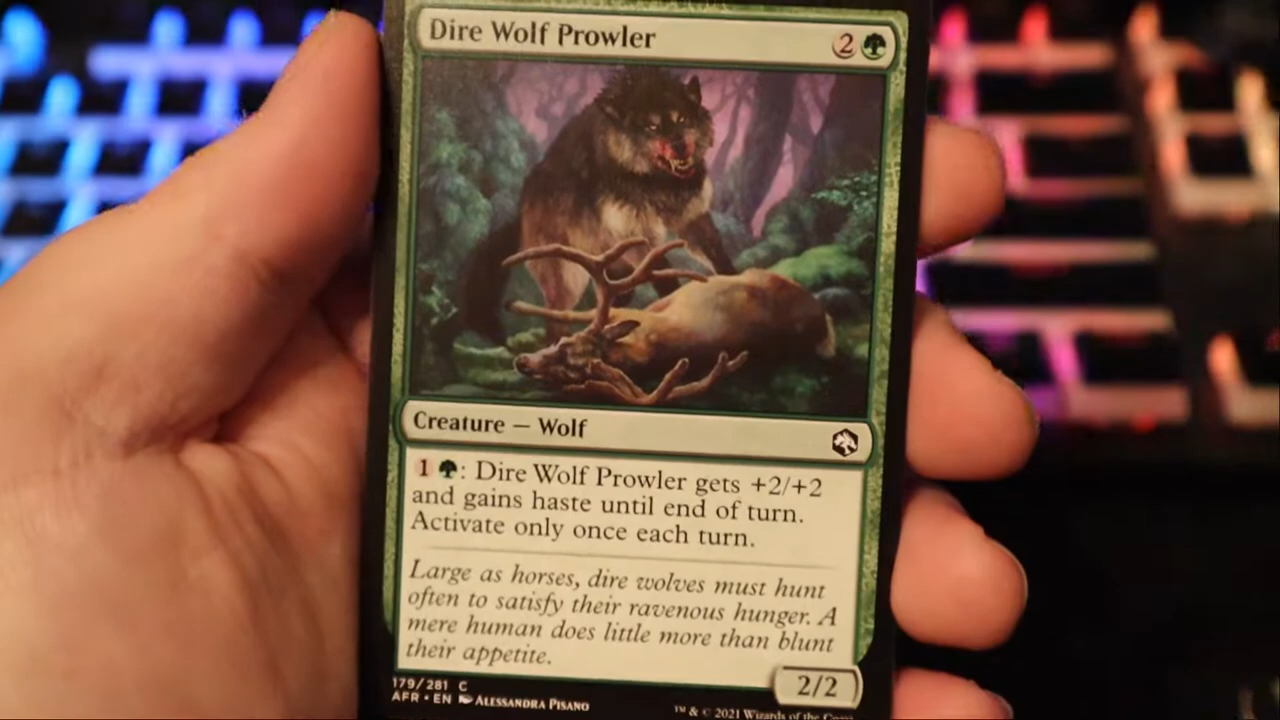 Dire Wolf Prowler 2
Creature — Wolf
1 : Dire Wolf Prowler gets +2/+2
and gains haste until end of turn.
Activate only once each turn.
Large as horses, dire wolves must hunt
often to satisfy their ravenous hunger. A
mere human does little more than blunt
their appetite.
2/2
179/281 C
AFR • EN ALESSANDRA PISANO
™ & © 2021 Wizards of the